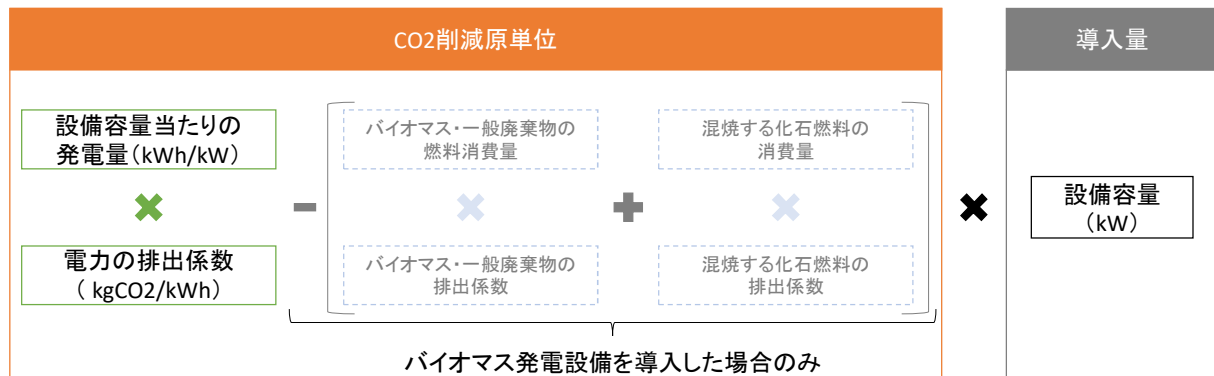 CO2削減原単位
導入量
設備容量当たりの
発電量(kWh/kW)
バイオマス・一般廃棄物の
燃料消費量
混焼する化石燃料の
消費量
設備容量
(kW)
電力の排出係数
( kgCO2/kWh)
バイオマス・一般廃棄物の
排出係数
混焼する化石燃料の
排出係数
バイオマス発電設備を導入した場合のみ